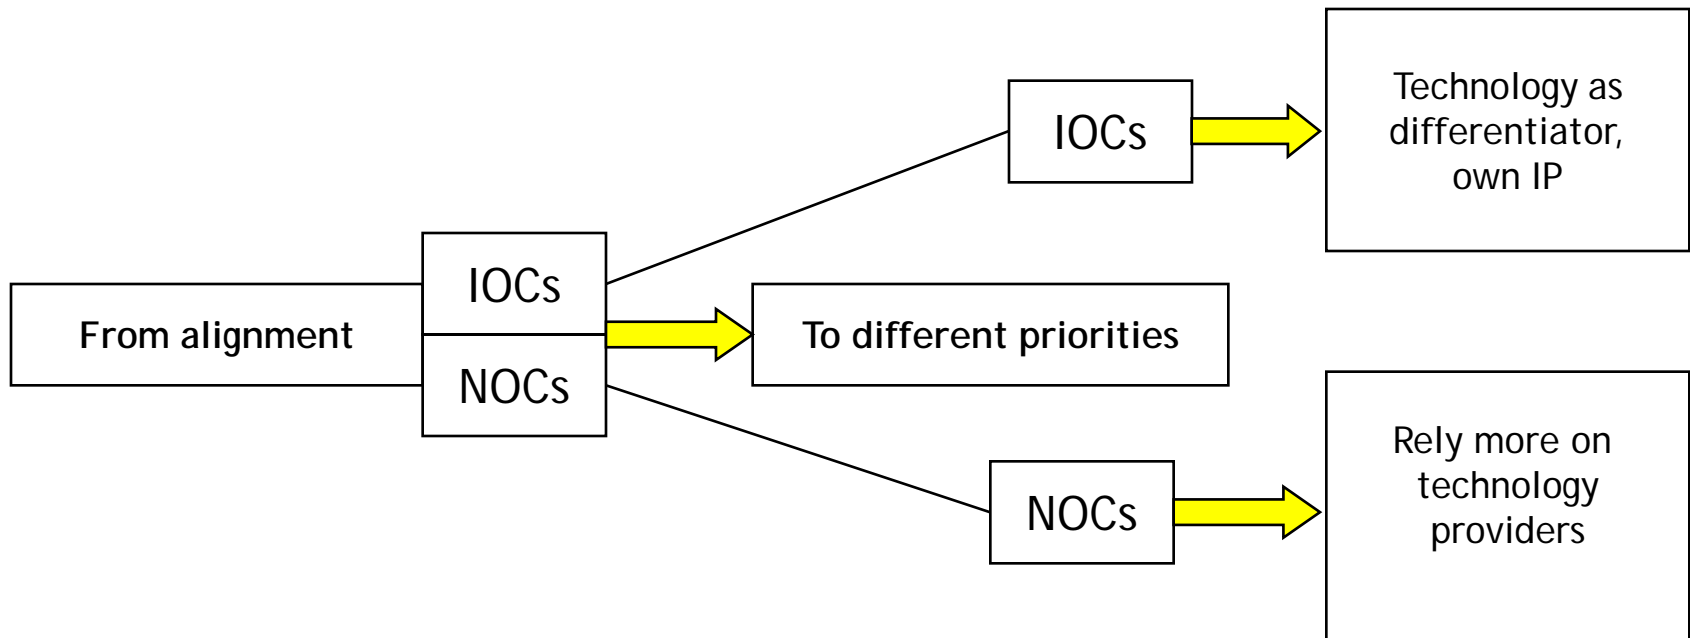 From alignment
IOCs
NOCs
To different priorities
IOCs
Technology as
differentiator,
own IP
NOCs
Rely more on
technology
providers